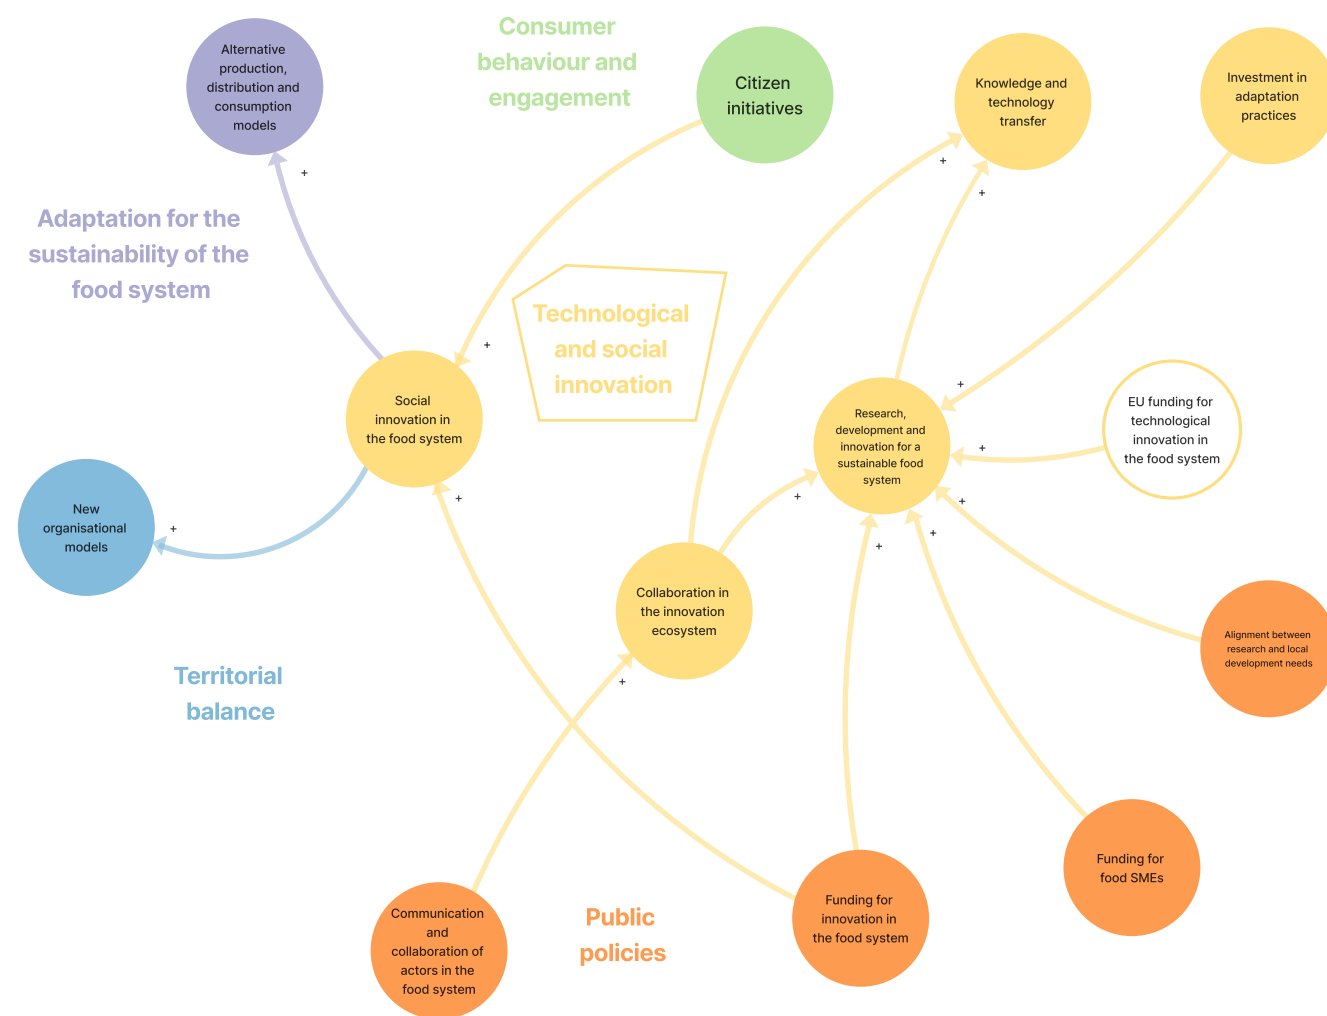 Consumer
behaviour and
engagement
Alternative
production,
distribution and
consumption
models
+
Citizen
initiatives
Knowledge and
technology
transfer
+
+
Investment in
adaptation
practices
Adaptation for the
sustainability of the
food system
Technological
and social
innovation
+
Social
innovation in
the food system
+
Research,
development and
innovation for a
sustainable food
system
+
+
+
+
+
+
EU funding for
technological
innovation in
the food system
New
organisational
models
+
Collaboration in
the innovation
ecosystem
+
Alignment between
research and local
development needs
Territorial
balance
Funding for
food SMEs
Communication
and
collaboration of
actors in the
food system
Public
policies
Funding for
innovation in
the food system